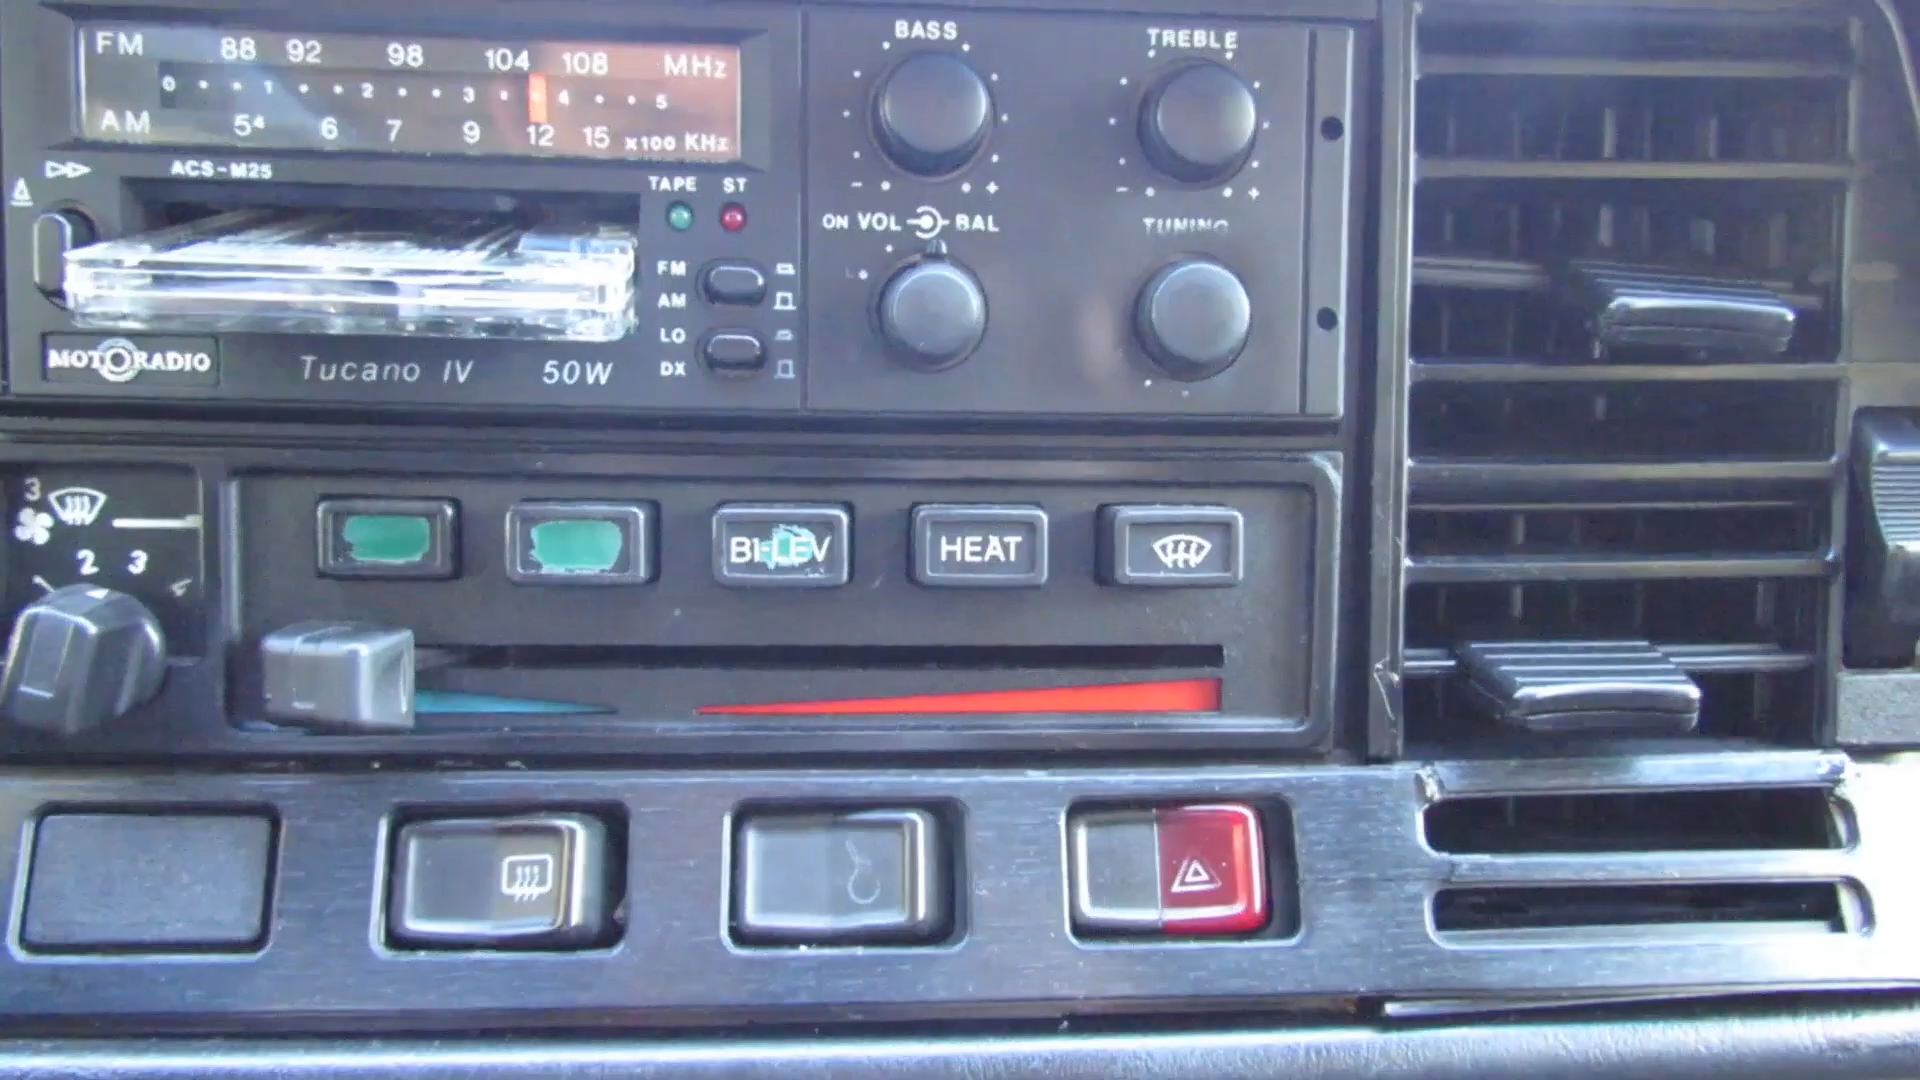 FM 88 92 98 104 108 MHz
0 1 2 3 4 5
AM 5⁴ 6 7 9 12 15 x100 KHz
ACS-M25
TAPE ST
FM
AM
LO
DX
MOTORADIO Tucano IV 50W
BASS TREBLE
- + - +
ON VOL BAL TUNING
L
3
2 3
BI-LEV HEAT